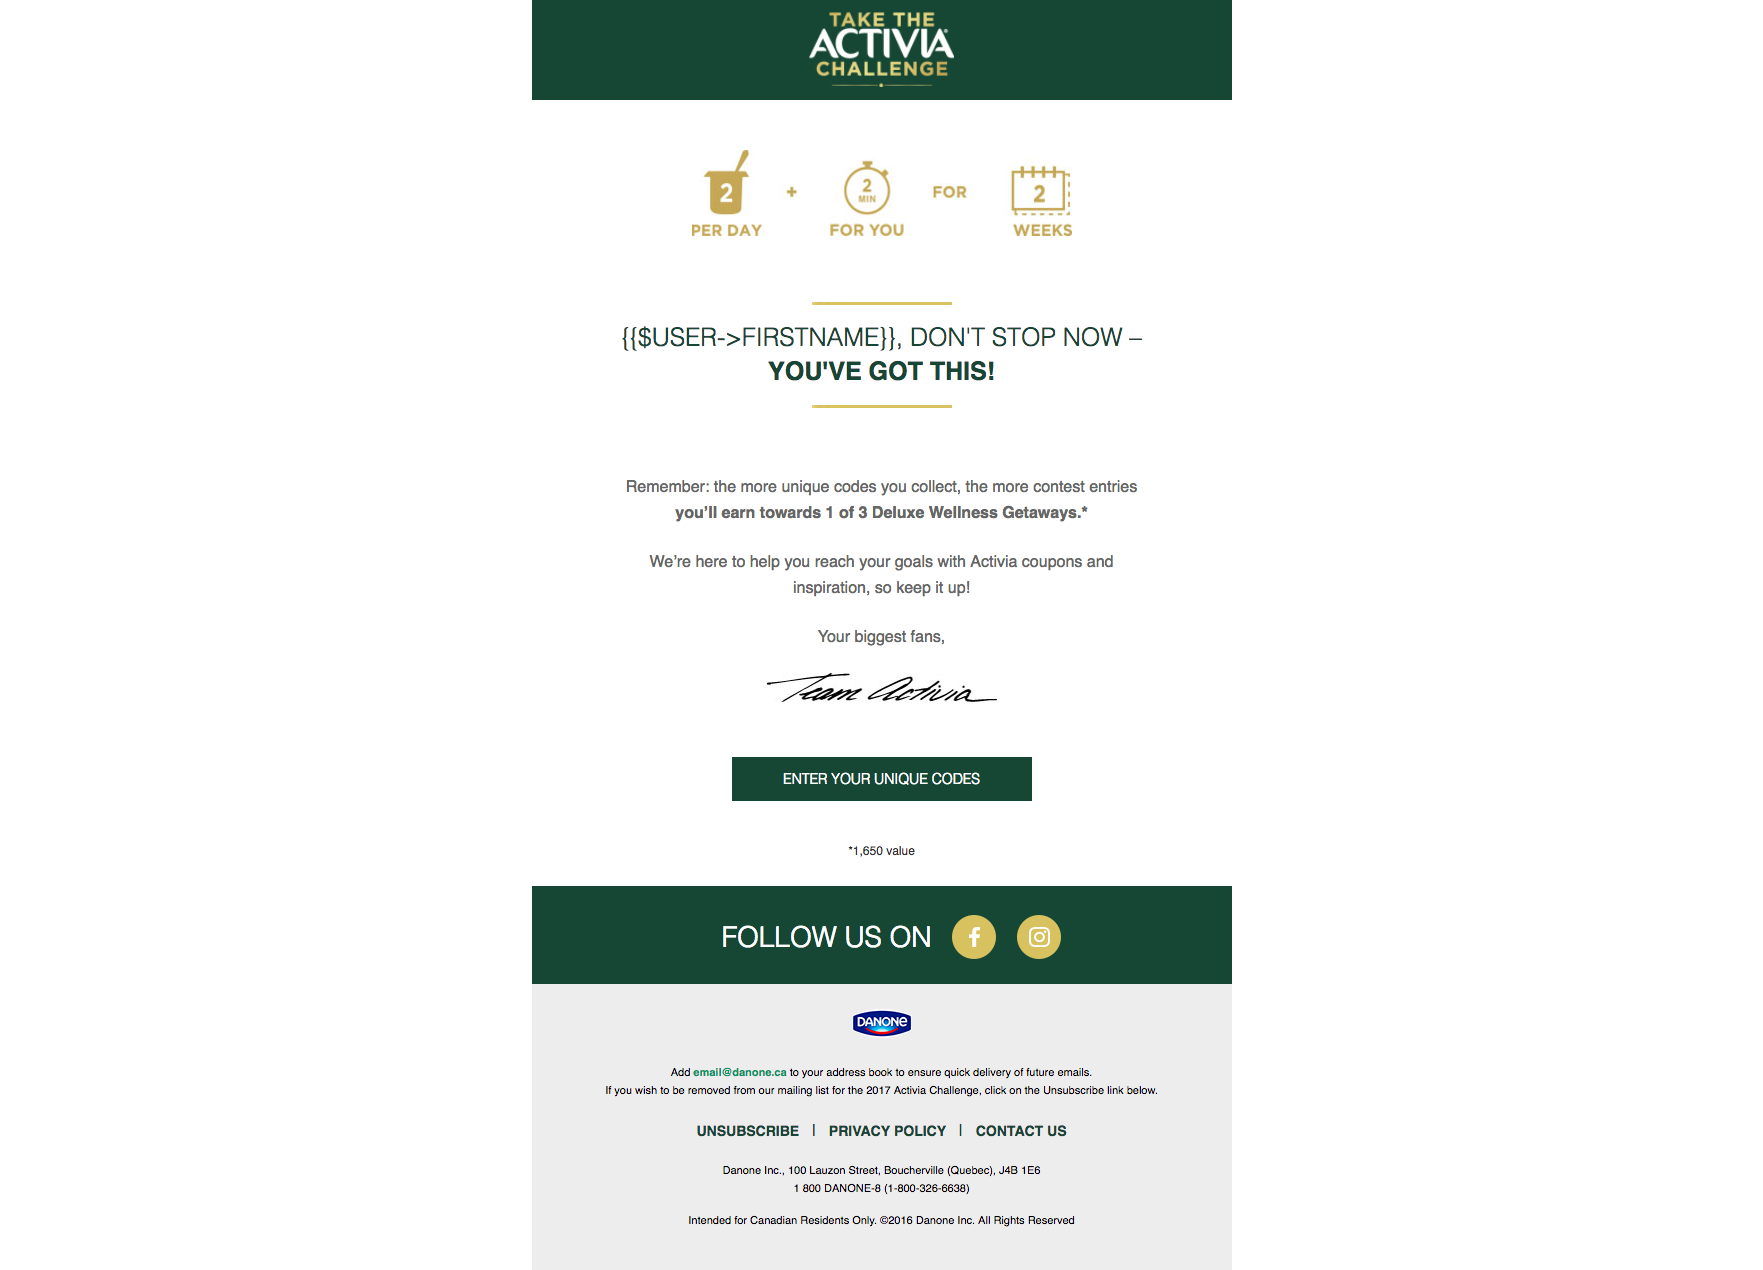 TAKE THE
ACTIVIA
CHALLENGE
2 + 2 MIN FOR 2
PER DAY FOR YOU WEEKS
{{$USER->FIRSTNAME}}, DON'T STOP NOW –
YOU'VE GOT THIS!
Remember: the more unique codes you collect, the more contest entries
you’ll earn towards 1 of 3 Deluxe Wellness Getaways.*
We’re here to help you reach your goals with Activia coupons and
inspiration, so keep it up!
Your biggest fans,
Team Activia
ENTER YOUR UNIQUE CODES
*1,650 value
FOLLOW US ON
DANONE
Add email@danone.ca to your address book to ensure quick delivery of future emails.
If you wish to be removed from our mailing list for the 2017 Activia Challenge, click on the Unsubscribe link below.
UNSUBSCRIBE | PRIVACY POLICY | CONTACT US
Danone Inc., 100 Lauzon Street, Boucherville (Quebec), J4B 1E6
1 800 DANONE-8 (1-800-326-6638)
Intended for Canadian Residents Only. ©2016 Danone Inc. All Rights Reserved